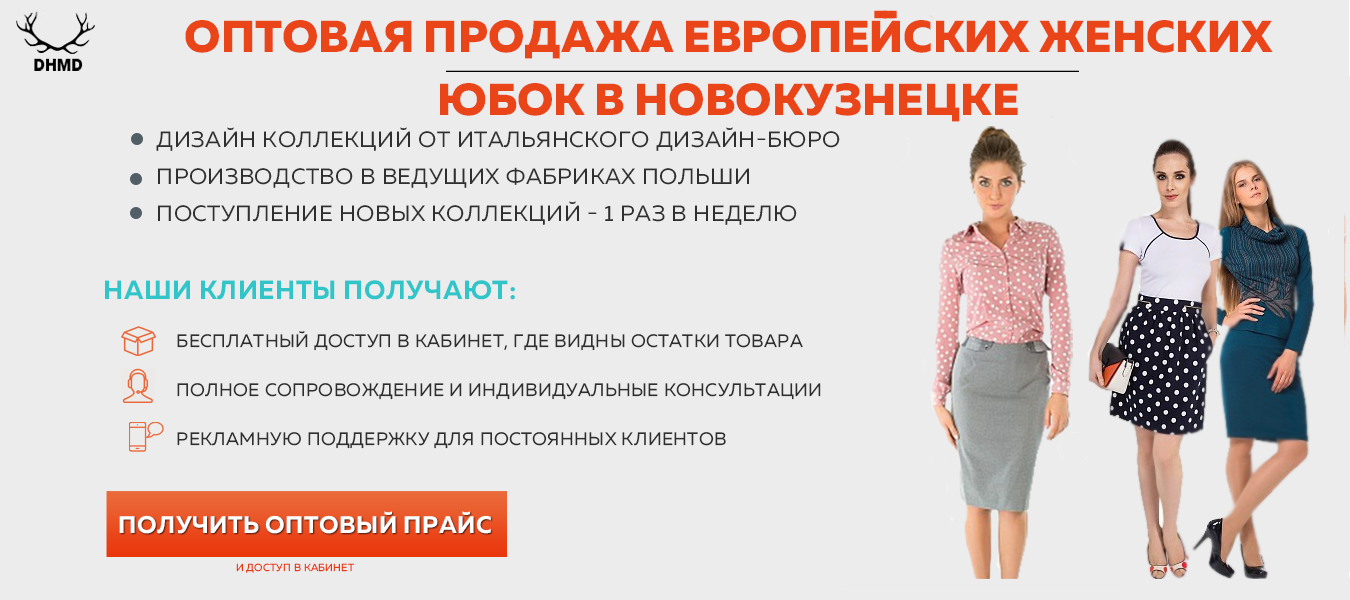 DHMD
ОПТОВАЯ ПРОДАЖА ЕВРОПЕЙСКИХ ЖЕНСКИХ
ЮБОК В НОВОКУЗНЕЦКЕ
ДИЗАЙН КОЛЛЕКЦИЙ ОТ ИТАЛЬЯНСКОГО ДИЗАЙН-БЮРО
ПРОИЗВОДСТВО В ВЕДУЩИХ ФАБРИКАХ ПОЛЬШИ
ПОСТУПЛЕНИЕ НОВЫХ КОЛЛЕКЦИЙ - 1 РАЗ В НЕДЕЛЮ
НАШИ КЛИЕНТЫ ПОЛУЧАЮТ:
БЕСПЛАТНЫЙ ДОСТУП В КАБИНЕТ, ГДЕ ВИДНЫ ОСТАТКИ ТОВАРА
ПОЛНОЕ СОПРОВОЖДЕНИЕ И ИНДИВИДУАЛЬНЫЕ КОНСУЛЬТАЦИИ
РЕКЛАМНУЮ ПОДДЕРЖКУ ДЛЯ ПОСТОЯННЫХ КЛИЕНТОВ
ПОЛУЧИТЬ ОПТОВЫЙ ПРАЙС
И ДОСТУП В КАБИНЕТ